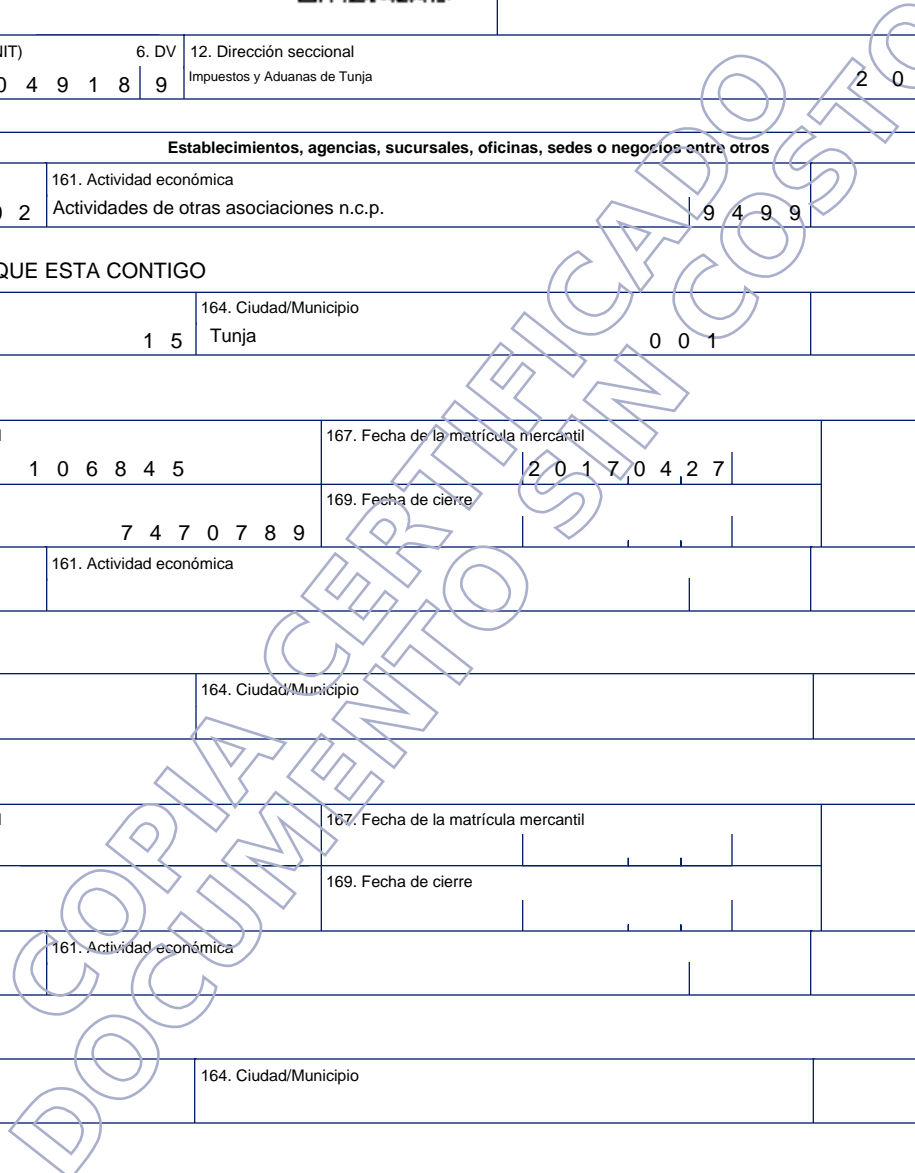 NIT) 6. DV 12. Dirección seccional
0 4 9 1 8 9 Impuestos y Aduanas de Tunja 2 0
Establecimientos, agencias, sucursales, oficinas, sedes o negocios entre otros
161. Actividad económica
0 2 Actividades de otras asociaciones n.c.p. 9 4 9 9
QUE ESTA CONTIGO
164. Ciudad/Municipio
1 5 Tunja 0 0 1
167. Fecha de la matrícula mercantil
1 0 6 8 4 5 2 0 1 7 0 4 2 7
169. Fecha de cierre
7 4 7 0 7 8 9
161. Actividad económica
164. Ciudad/Municipio
167. Fecha de la matrícula mercantil
169. Fecha de cierre
161. Actividad económica
164. Ciudad/Municipio
COPIA CERTIFICADO
DOCUMENTO SIN COSTO